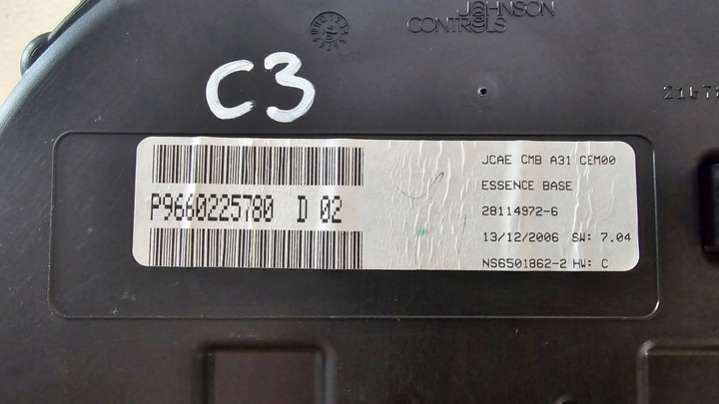 JOHNSON
CONTROLS
C3
P9660225780 D 02
JCAE CMB A31 CEM00
ESSENCE BASE
28114972-6
13/12/2006 SW: 7.04
NS6501862-2 HW: C